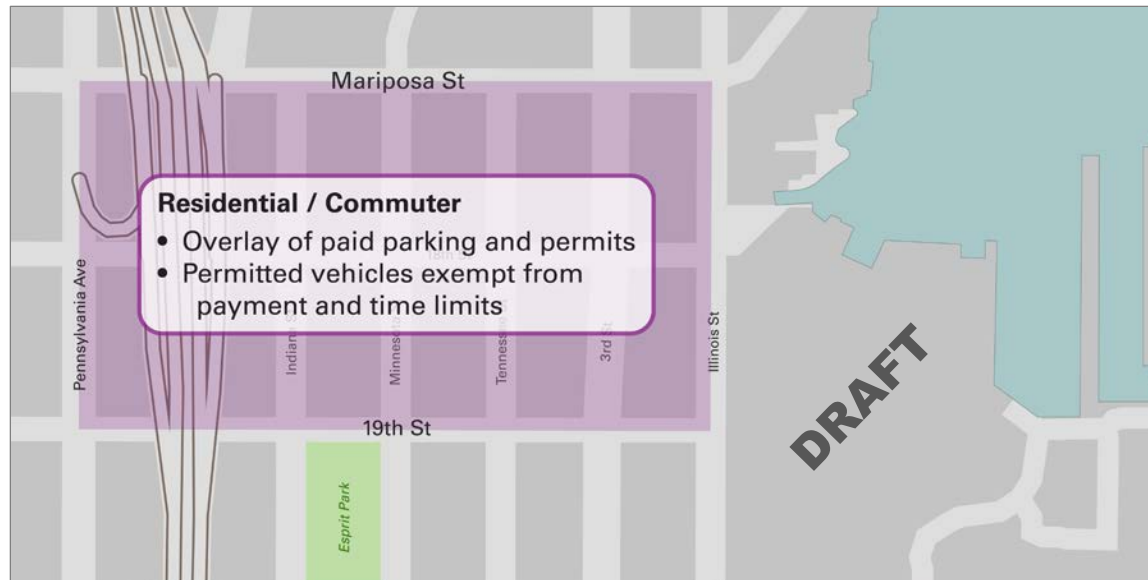 Mariposa St
Residential / Commuter
• Overlay of paid parking and permits
• Permitted vehicles exempt from
payment and time limits
18th St
Pennsylvania Ave
Indiana St
Minnesota
Tennessee St
3rd St
Illinois St
19th St
Esprit Park
DRAFT